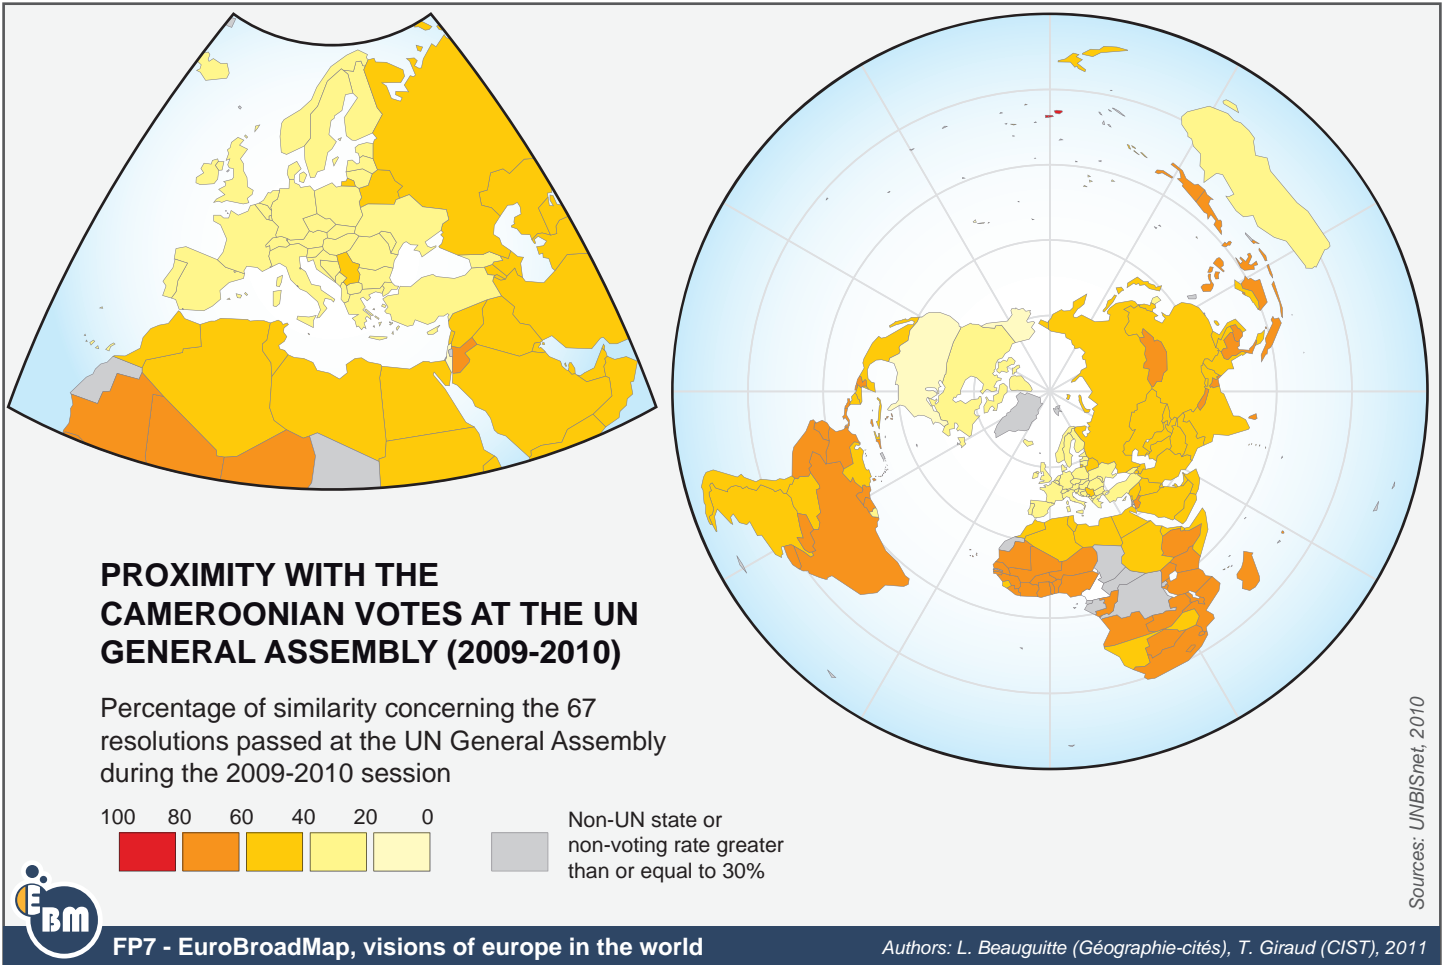 PROXIMITY WITH THE
CAMEROONIAN VOTES AT THE UN
GENERAL ASSEMBLY (2009-2010)
Percentage of similarity concerning the 67
resolutions passed at the UN General Assembly
during the 2009-2010 session
100 80 60 40 20 0
Non-UN state or
non-voting rate greater
than or equal to 30%
Sources: UNBISnet, 2010
EBM
FP7 - EuroBroadMap, visions of europe in the world
Authors: L. Beauguitte (Géographie-cités), T. Giraud (CIST), 2011